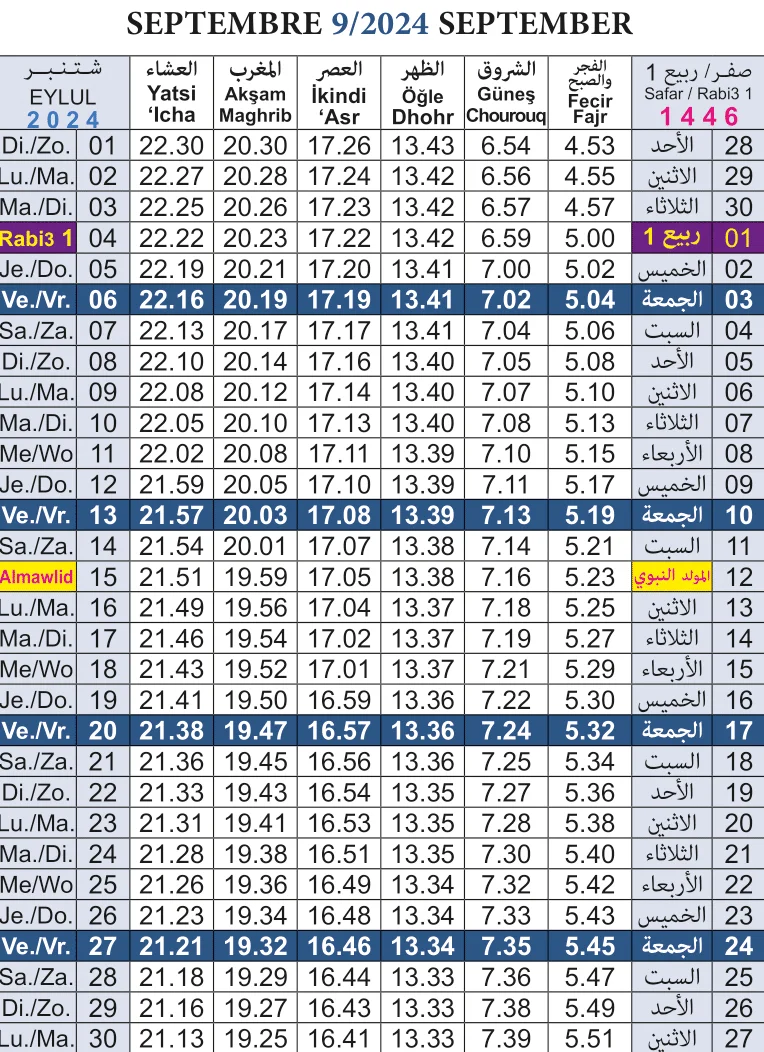 SEPTEMBRE 9/2024 SEPTEMBER
شـتـنـبـر العشاء المغرب العصر الظهر الشروق الفجر والصبح صفـر/ ربيع 1
EYLUL Yatsi Akşam İkindi Öğle Güneş Fecir Safar / Rabi3 1
2024 ‘Icha Maghrib ‘Asr Dhohr Chourouq Fajr 1446
Di./Zo. 01 22.30 20.30 17.26 13.43 6.54 4.53 الأحد 28
Lu./Ma. 02 22.27 20.28 17.24 13.42 6.56 4.55 الاثنين 29
Ma./Di. 03 22.25 20.26 17.23 13.42 6.57 4.57 الثلاثاء 30
Rabi3 1 04 22.22 20.23 17.22 13.42 6.59 5.00 ربيع 1 01
Je./Do. 05 22.19 20.21 17.20 13.41 7.00 5.02 الخميس 02
Ve./Vr. 06 22.16 20.19 17.19 13.41 7.02 5.04 الجمعة 03
Sa./Za. 07 22.13 20.17 17.17 13.41 7.04 5.06 السبت 04
Di./Zo. 08 22.10 20.14 17.16 13.40 7.05 5.08 الأحد 05
Lu./Ma. 09 22.08 20.12 17.14 13.40 7.07 5.10 الاثنين 06
Ma./Di. 10 22.05 20.10 17.13 13.40 7.08 5.13 الثلاثاء 07
Me/Wo 11 22.02 20.08 17.11 13.39 7.10 5.15 الأربعاء 08
Je./Do. 12 21.59 20.05 17.10 13.39 7.11 5.17 الخميس 09
Ve./Vr. 13 21.57 20.03 17.08 13.39 7.13 5.19 الجمعة 10
Sa./Za. 14 21.54 20.01 17.07 13.38 7.14 5.21 السبت 11
Almawlid 15 21.51 19.59 17.05 13.38 7.16 5.23 المولد النبوي 12
Lu./Ma. 16 21.49 19.56 17.04 13.37 7.18 5.25 الاثنين 13
Ma./Di. 17 21.46 19.54 17.02 13.37 7.19 5.27 الثلاثاء 14
Me/Wo 18 21.43 19.52 17.01 13.37 7.21 5.29 الأربعاء 15
Je./Do. 19 21.41 19.50 16.59 13.36 7.22 5.30 الخميس 16
Ve./Vr. 20 21.38 19.47 16.57 13.36 7.24 5.32 الجمعة 17
Sa./Za. 21 21.36 19.45 16.56 13.36 7.25 5.34 السبت 18
Di./Zo. 22 21.33 19.43 16.54 13.35 7.27 5.36 الأحد 19
Lu./Ma. 23 21.31 19.41 16.53 13.35 7.28 5.38 الاثنين 20
Ma./Di. 24 21.28 19.38 16.51 13.35 7.30 5.40 الثلاثاء 21
Me/Wo 25 21.26 19.36 16.49 13.34 7.32 5.42 الأربعاء 22
Je./Do. 26 21.23 19.34 16.48 13.34 7.33 5.43 الخميس 23
Ve./Vr. 27 21.21 19.32 16.46 13.34 7.35 5.45 الجمعة 24
Sa./Za. 28 21.18 19.29 16.44 13.33 7.36 5.47 السبت 25
Di./Zo. 29 21.16 19.27 16.43 13.33 7.38 5.49 الأحد 26
Lu./Ma. 30 21.13 19.25 16.41 13.33 7.39 5.51 الاثنين 27